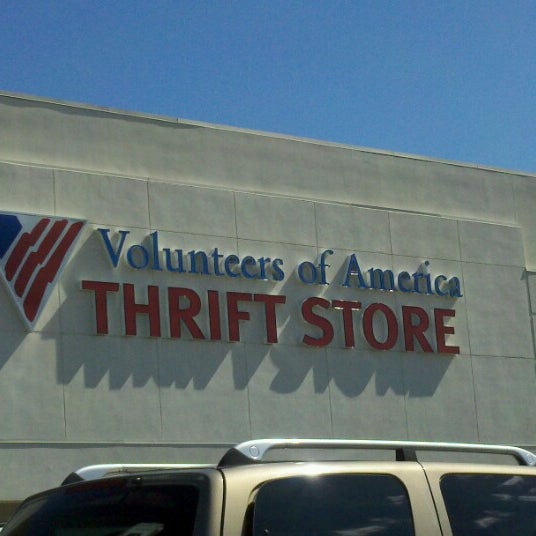 Volunteers of America
THRIFT STORE